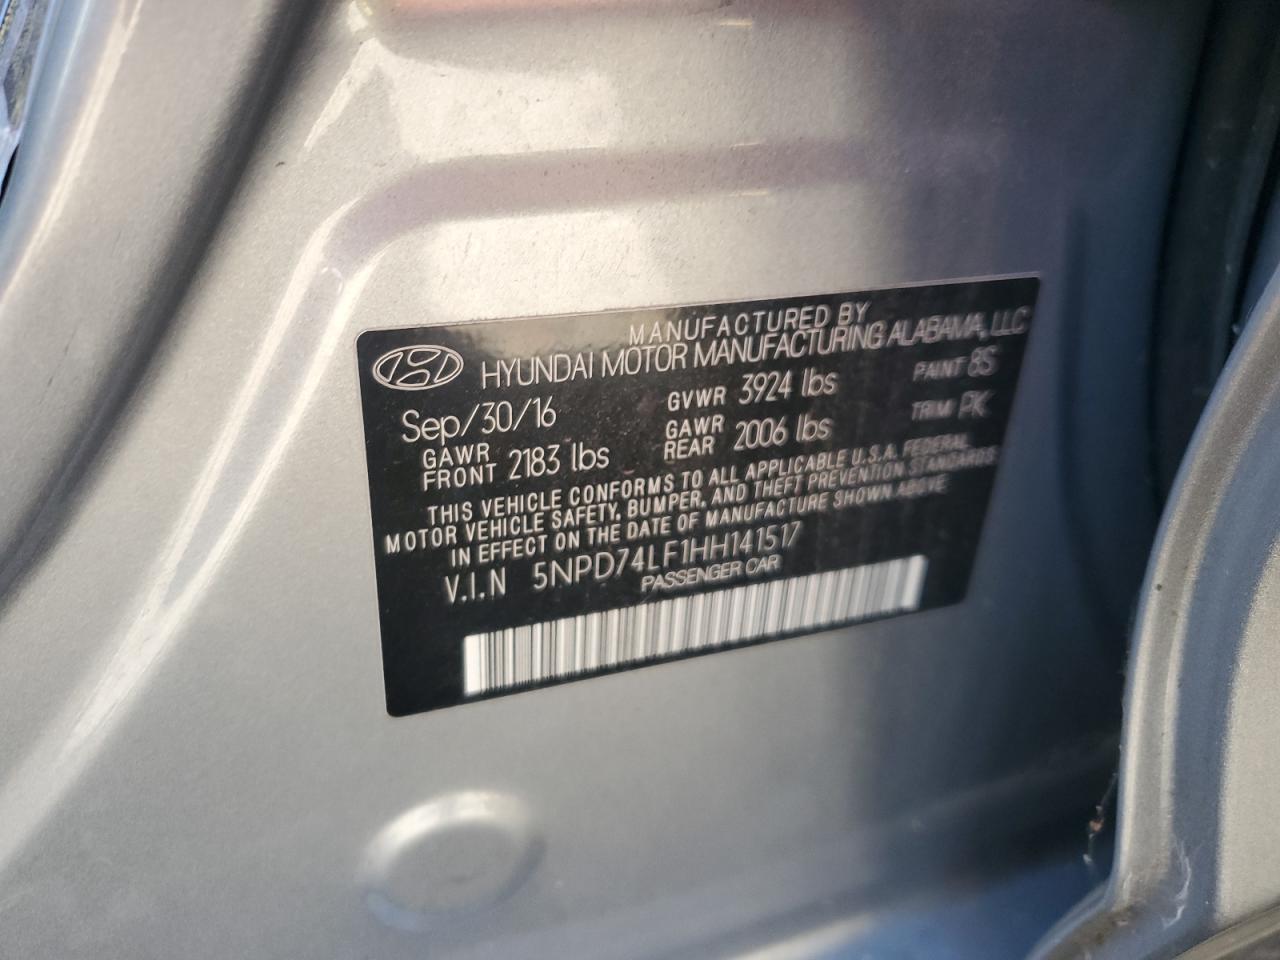 MANUFACTURED BY
HYUNDAI MOTOR MANUFACTURING ALABAMA, LLC
Sep/30/16 GVWR 3924 lbs PAINT 8S
GAWR FRONT 2183 lbs GAWR REAR 2006 lbs TRIM PK
THIS VEHICLE CONFORMS TO ALL APPLICABLE U.S.A. FEDERAL
MOTOR VEHICLE SAFETY, BUMPER, AND THEFT PREVENTION STANDARDS
IN EFFECT ON THE DATE OF MANUFACTURE SHOWN ABOVE
V.I.N 5NPD74LF1HH141517
PASSENGER CAR